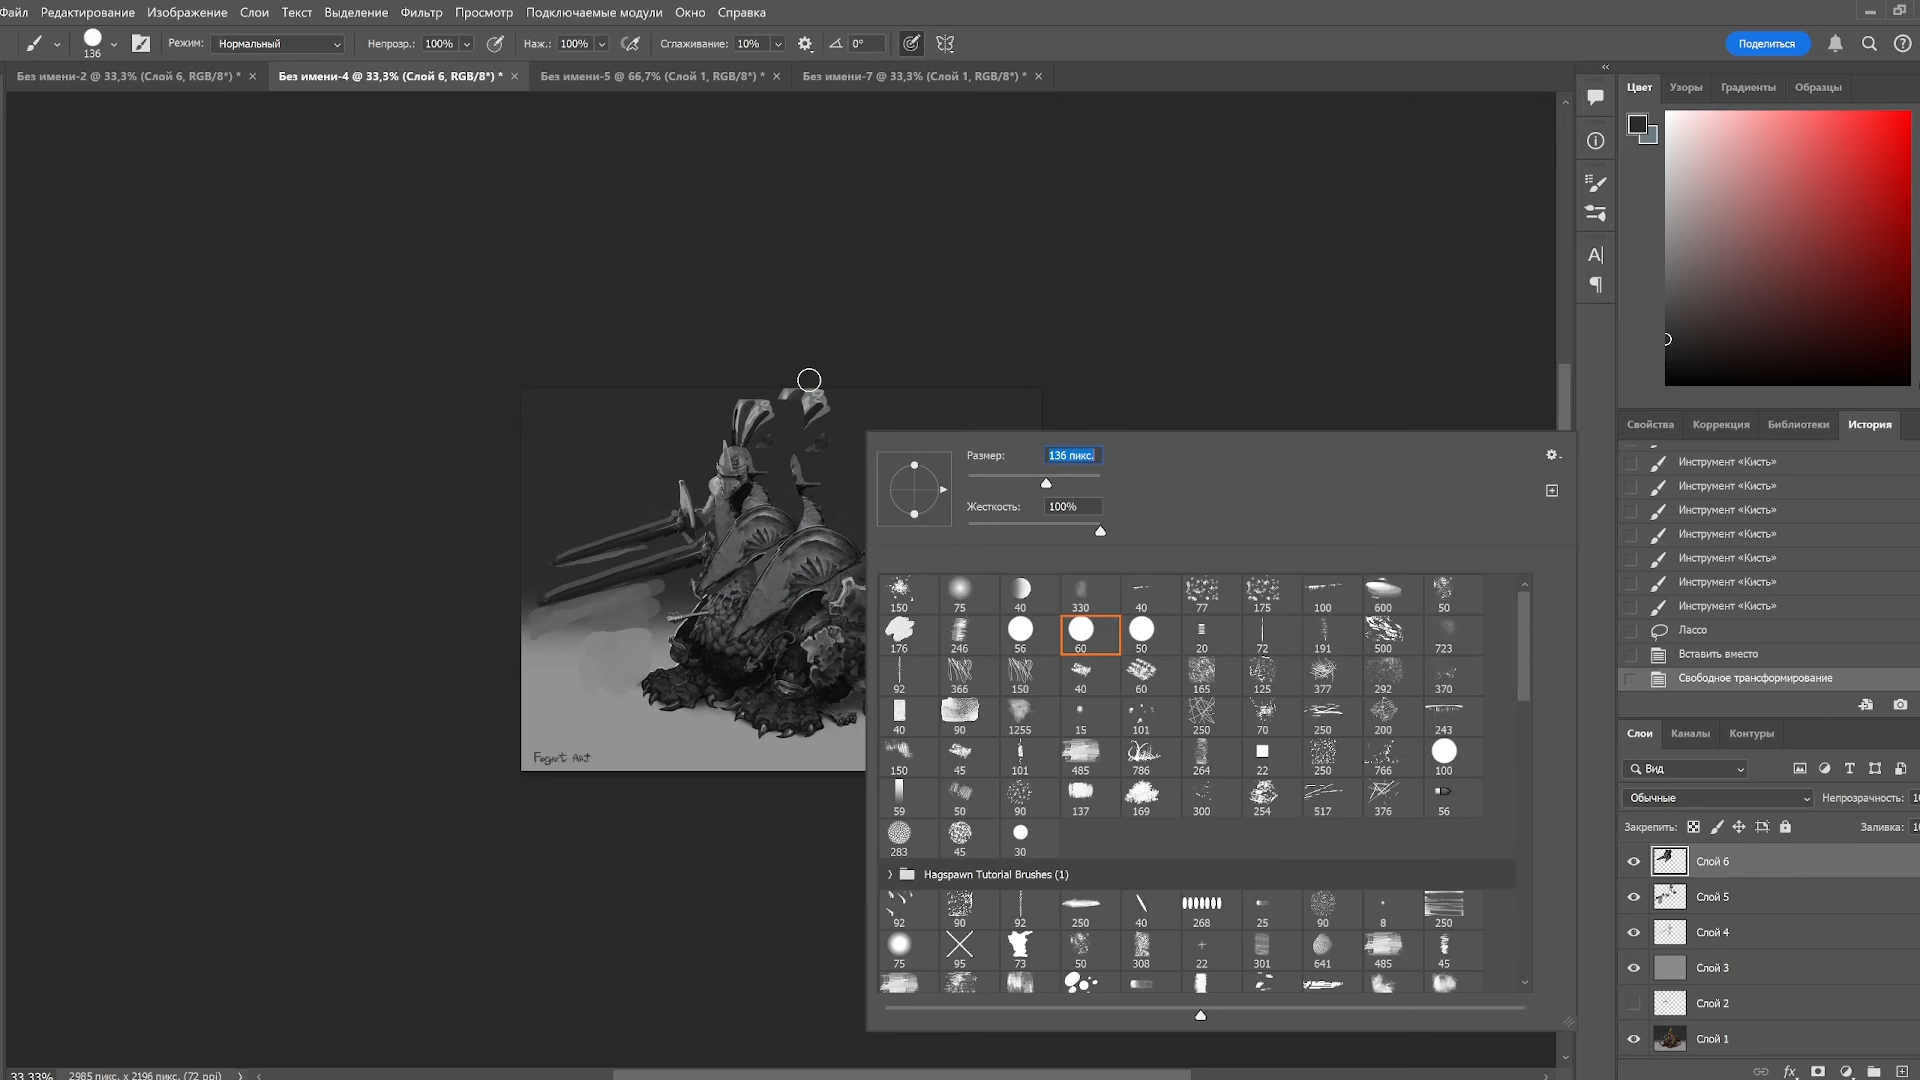 Файл Редактирование Изображение Слои Текст Выделение Фильтр Просмотр Подключаемые модули Окно Справка
136 Режим: Нормальный Непрозр.: 100% Наж.: 100% Сглаживание: 10% 0° Поделиться
Без имени-2 @ 33,3% (Слой 6, RGB/8*) * × Без имени-4 @ 33,3% (Слой 6, RGB/8*) * × Без имени-5 @ 66,7% (Слой 1, RGB/8*) * × Без имени-7 @ 33,3% (Слой 1, RGB/8*) * ×
Цвет Узоры Градиенты Образцы
Размер: 136 пикс.
Жесткость: 100%
150 75 40 330 40 77 175 100 600 50
176 246 56 60 50 20 72 191 500 723
92 366 150 40 60 165 125 377 292 370
40 90 1255 15 101 250 70 250 200 243
150 45 101 485 786 264 22 250 766 100
59 50 90 137 169 300 254 517 376 56
283 45 30
Hagspawn Tutorial Brushes (1)
92 90 92 250 40 268 25 90 8 250
75 95 73 50 308 22 301 641 485 45
Fogart Art
Свойства Коррекция Библиотеки История
Инструмент «Кисть»
Инструмент «Кисть»
Инструмент «Кисть»
Инструмент «Кисть»
Инструмент «Кисть»
Инструмент «Кисть»
Инструмент «Кисть»
Лассо
Вставить вместо
Свободное трансформирование
Слои Каналы Контуры
Вид
Обычные Непрозрачность:
Закрепить: Заливка:
Слой 6
Слой 5
Слой 4
Слой 3
Слой 2
Слой 1
33,33% 2985 пикс. x 2196 пикс. (72 ppi)